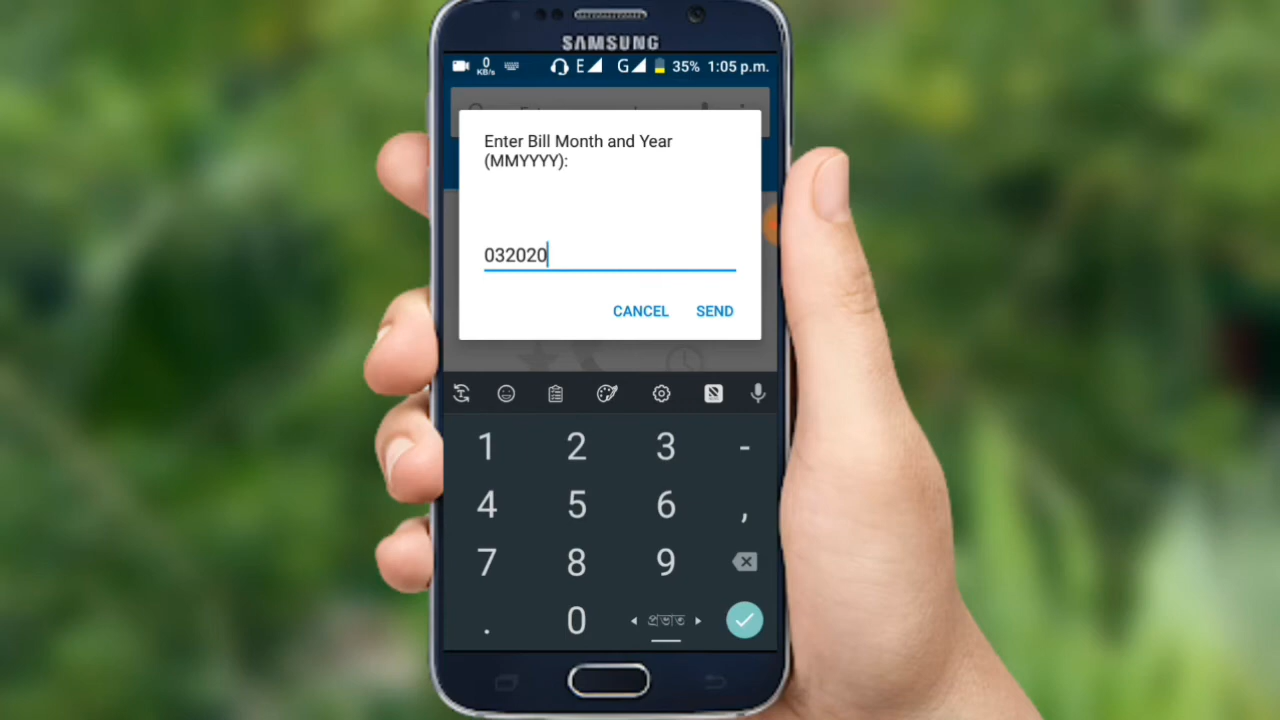 SAMSUNG
0 KB/s E G 35% 1:05 p.m.
Enter Bill Month and Year
(MMYYYY):
032020
CANCEL SEND
1 2 3 -
4 5 6 ,
7 8 9
. 0